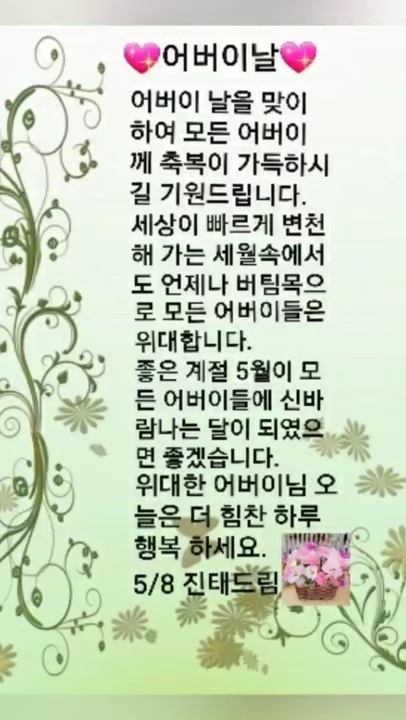 💖어버이날💖
어버이 날을 맞이
하여 모든 어버이
께 축복이 가득하시
길 기원드립니다.
세상이 빠르게 변천
해 가는 세월속에서
도 언제나 버팀목으
로 모든 어버이들은
위대합니다.
좋은 계절 5월이 모
든 어버이들에 신바
람나는 달이 되였으
면 좋겠습니다.
위대한 어버이님 오
늘은 더 힘찬 하루
행복 하세요.
5/8 진태드림